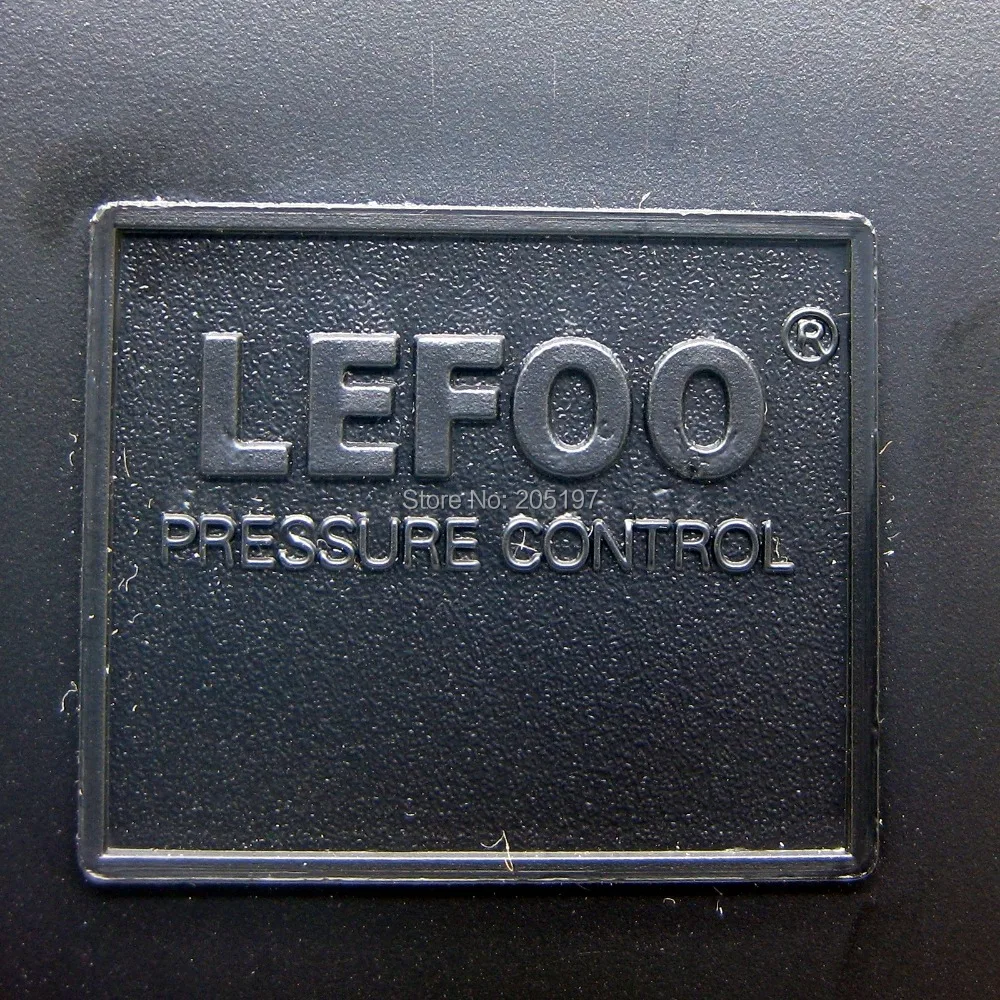 LEFOO®
Store No. 205197
PRESSURE CONTROL